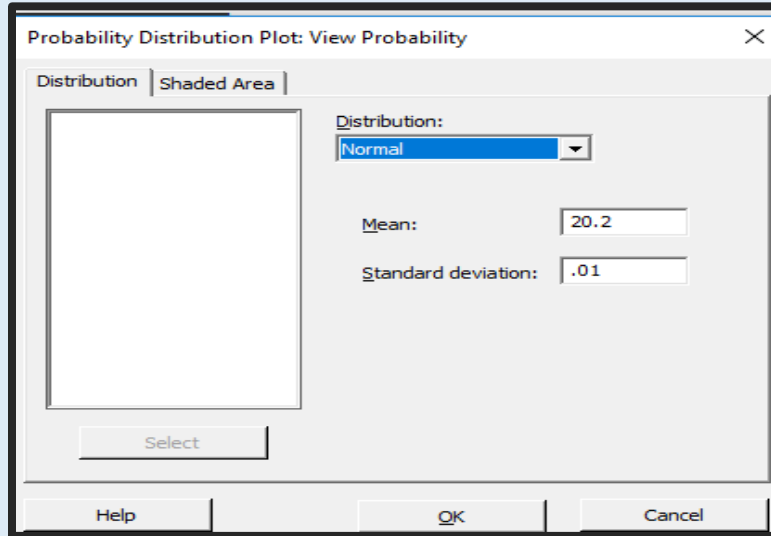 Probability Distribution Plot: View Probability
Distribution
Shaded Area
Distribution:
Normal
Mean:
20.2
Standard deviation:
.01
Select
Help
OK
Cancel